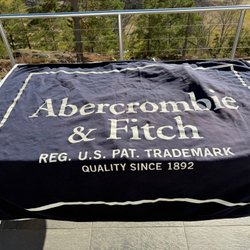 Abercrombie
& Fitch
REG. U.S. PAT. TRADEMARK
QUALITY SINCE 1892